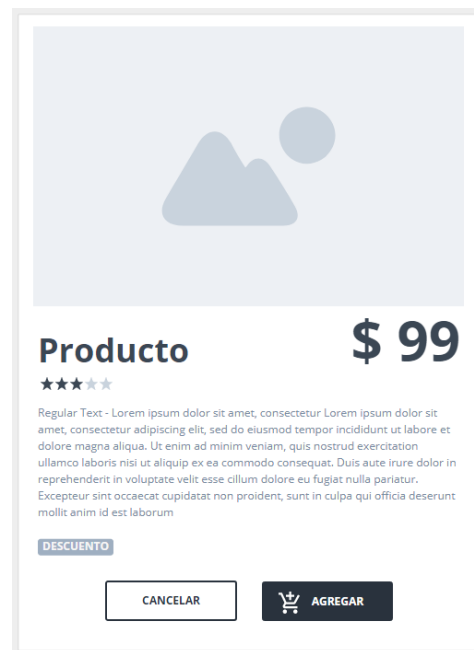 Producto
$ 99
Regular Text - Lorem ipsum dolor sit amet, consectetur Lorem ipsum dolor sit
amet, consectetur adipiscing elit, sed do eiusmod tempor incididunt ut labore et
dolore magna aliqua. Ut enim ad minim veniam, quis nostrud exercitation
ullamco laboris nisi ut aliquip ex ea commodo consequat. Duis aute irure dolor in
reprehenderit in voluptate velit esse cillum dolore eu fugiat nulla pariatur.
Excepteur sint occaecat cupidatat non proident, sunt in culpa qui officia deserunt
mollit anim id est laborum
DESCUENTO
CANCELAR
AGREGAR